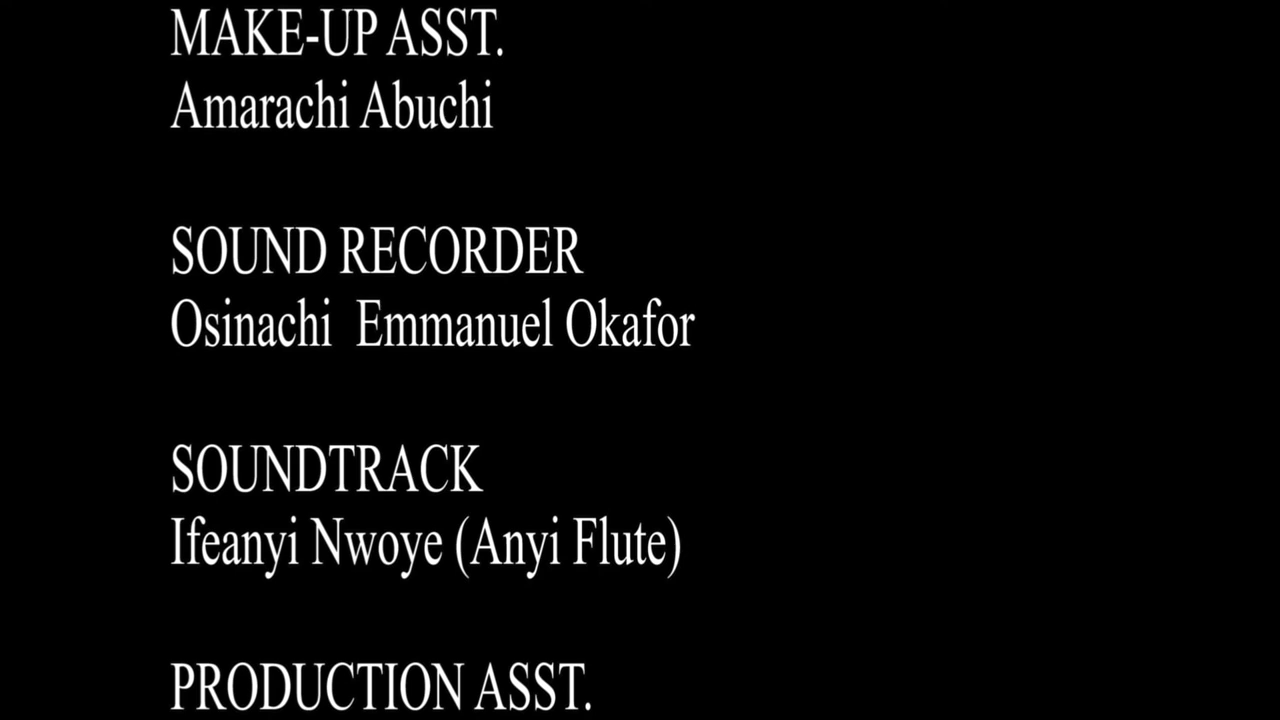 MAKE-UP ASST.
Amarachi Abuchi
SOUND RECORDER
Osinachi  Emmanuel Okafor
SOUNDTRACK
Ifeanyi Nwoye (Anyi Flute)
PRODUCTION ASST.